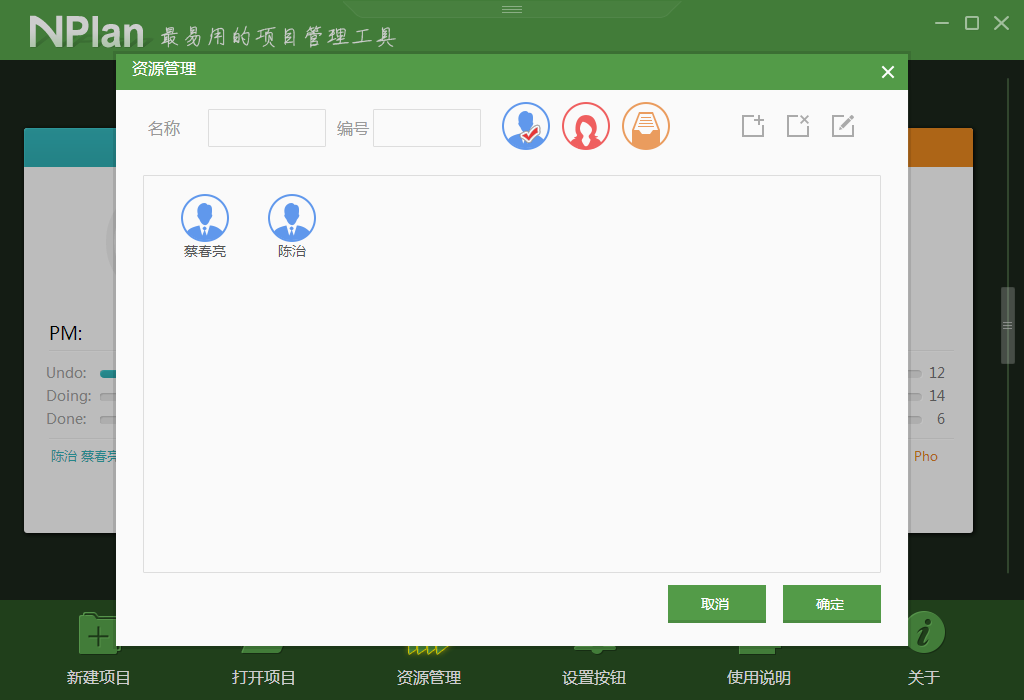 NPlan 最易用的项目管理工具
资源管理
名称 编号
蔡春亮 陈治
PM:
Undo: 12
Doing: 14
Done: 6
陈治 蔡春亮 Pho
取消 确定
新建项目 打开项目 资源管理 设置按钮 使用说明 关于